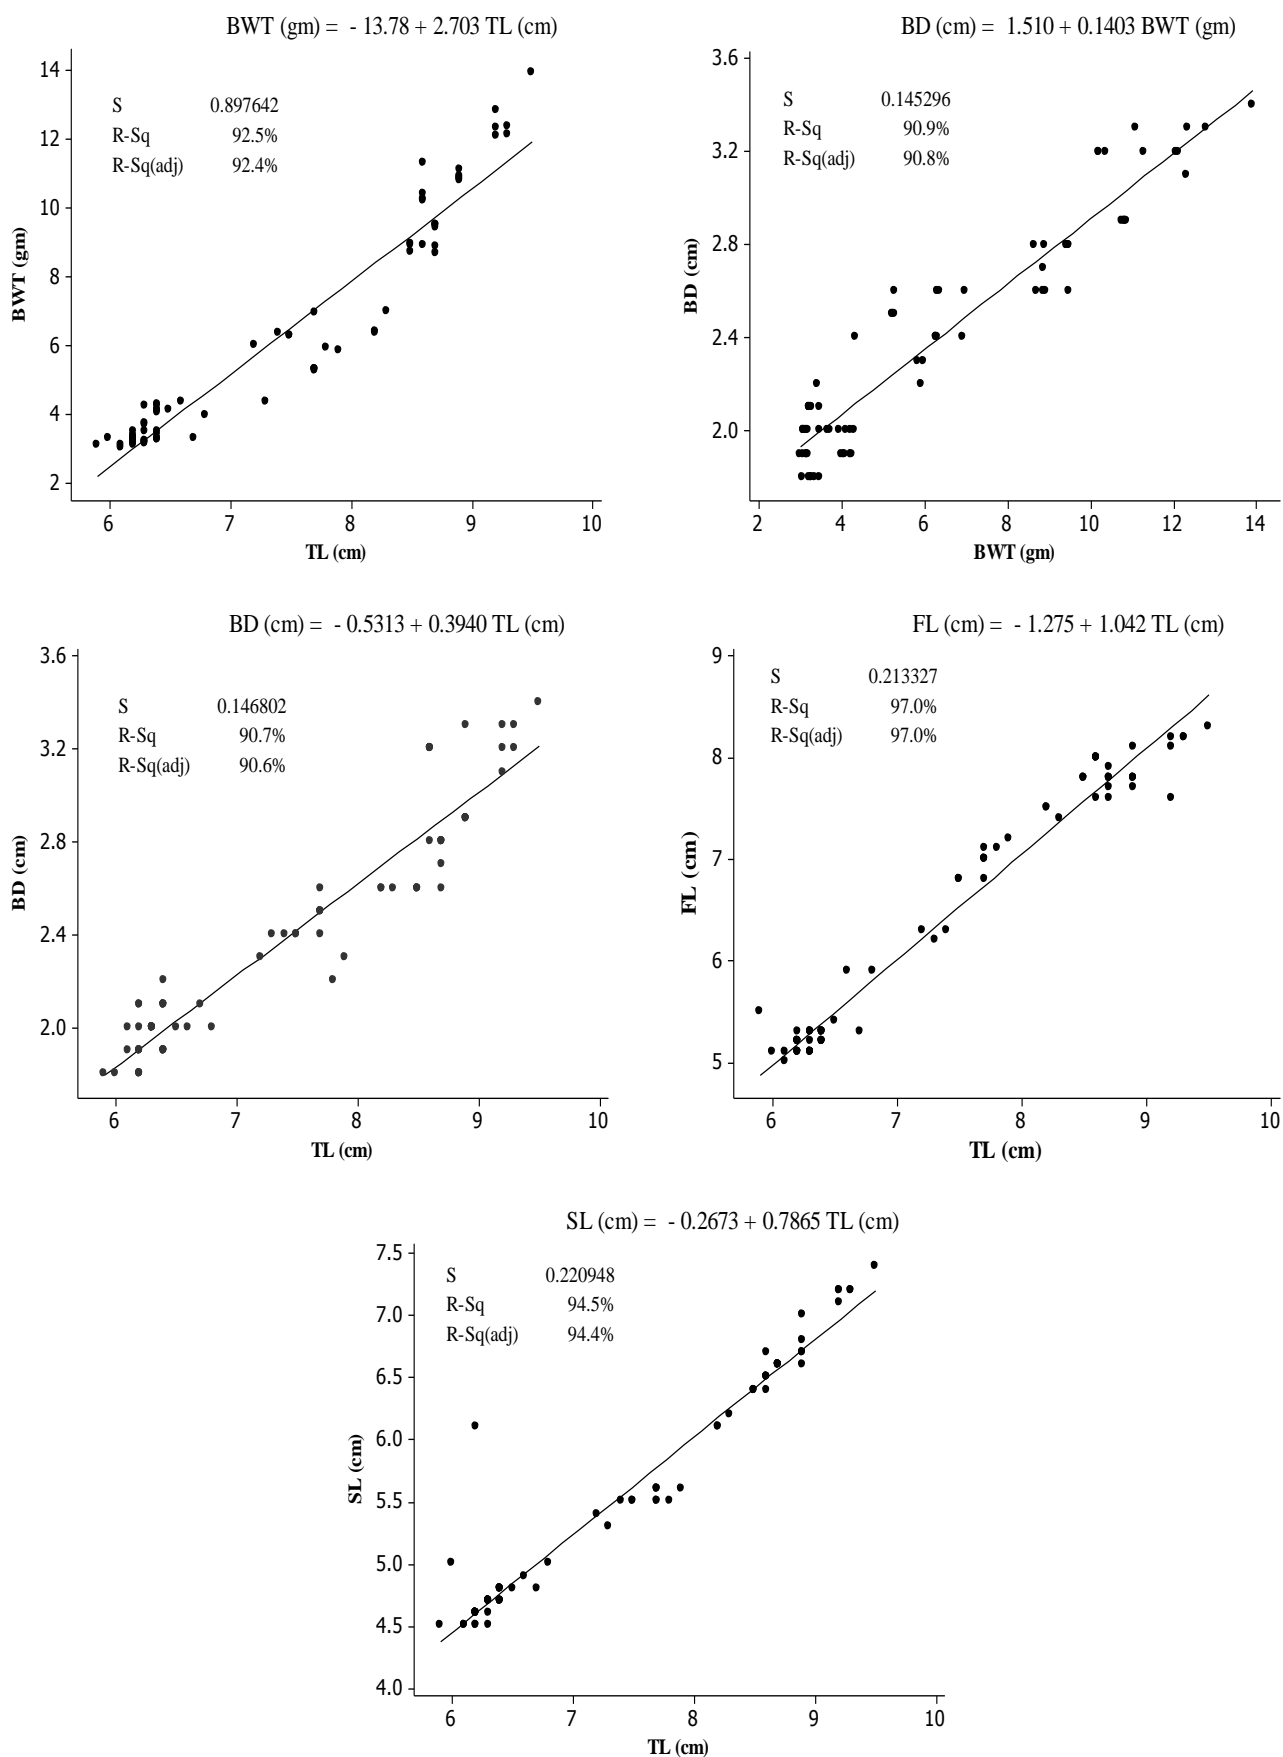 BWT (gm) = - 13.78 + 2.703 TL (cm)
S 0.897642
R-Sq 92.5%
R-Sq(adj) 92.4%
14
12
10
8
6
4
2
BWT (gm)
6 7 8 9 10
TL (cm)
BD (cm) = 1.510 + 0.1403 BWT (gm)
S 0.145296
R-Sq 90.9%
R-Sq(adj) 90.8%
3.6
3.2
2.8
2.4
2.0
BD (cm)
2 4 6 8 10 12 14
BWT (gm)
BD (cm) = - 0.5313 + 0.3940 TL (cm)
S 0.146802
R-Sq 90.7%
R-Sq(adj) 90.6%
3.6
3.2
2.8
2.4
2.0
BD (cm)
6 7 8 9 10
TL (cm)
FL (cm) = - 1.275 + 1.042 TL (cm)
S 0.213327
R-Sq 97.0%
R-Sq(adj) 97.0%
9
8
7
6
5
FL (cm)
6 7 8 9 10
TL (cm)
SL (cm) = - 0.2673 + 0.7865 TL (cm)
S 0.220948
R-Sq 94.5%
R-Sq(adj) 94.4%
7.5
7.0
6.5
6.0
5.5
5.0
4.5
4.0
SL (cm)
6 7 8 9 10
TL (cm)